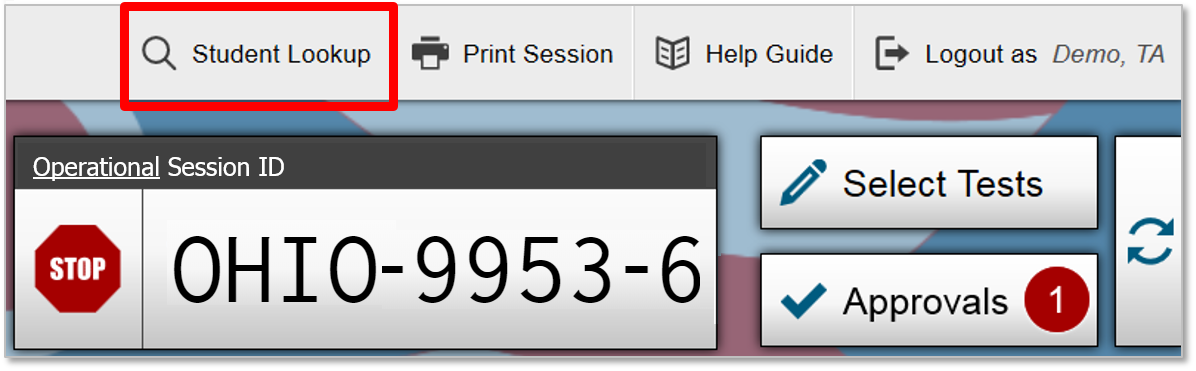 Student Lookup Print Session Help Guide Logout as Demo, TA
Operational Session ID
STOP OHIO-9953-6
Select Tests
Approvals 1